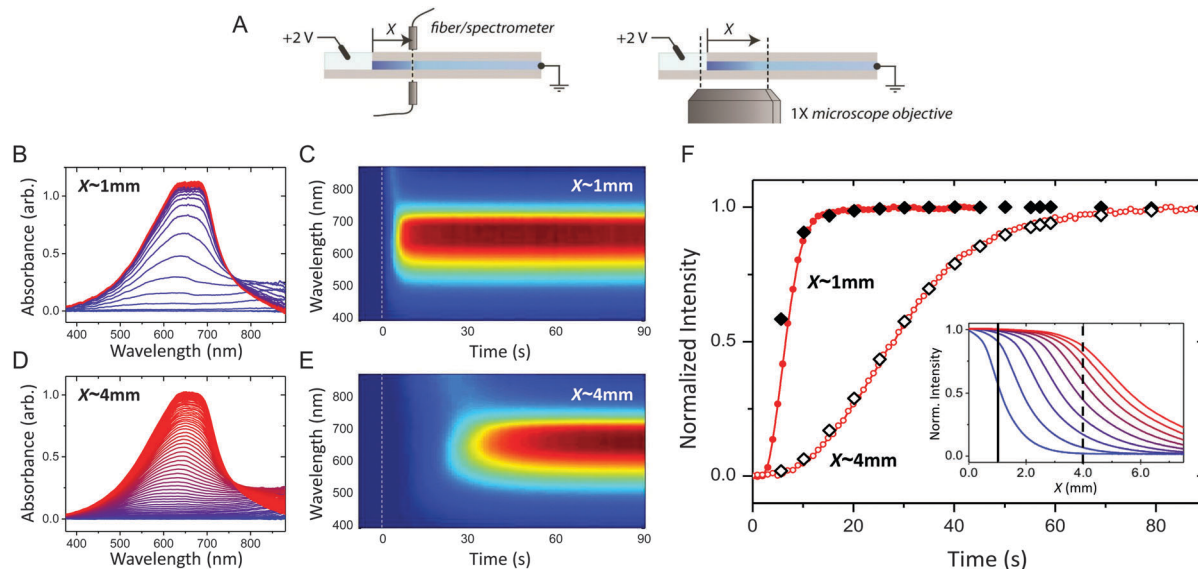 A
+2 V
X
fiber/spectrometer
+2 V
X
1X microscope objective
B
X~1mm
Absorbance (arb.)
1.0
0.5
0.0
400 500 600 700 800
Wavelength (nm)
C
X~1mm
Wavelength (nm)
800
700
600
500
400
0 30 60 90
Time (s)
D
X~4mm
Absorbance (arb.)
1.0
0.5
0.0
400 500 600 700 800
Wavelength (nm)
E
X~4mm
Wavelength (nm)
800
700
600
500
400
0 30 60 90
Time (s)
F
Normalized Intensity
1.0
0.5
0.0
X~1mm
X~4mm
0 20 40 60 80
Time (s)
Norm. Intensity
1.0
0.5
0.0
0.0 2.0 4.0 6.0
X (mm)